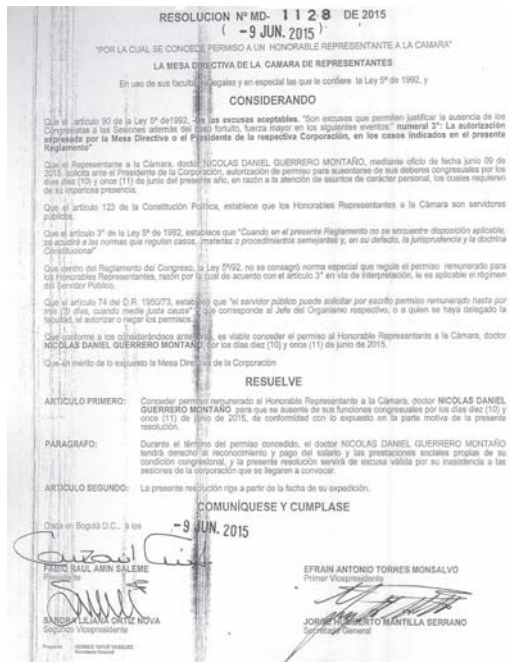 RESOLUCION Nº MD- 1128 DE 2015
( -9 JUN. 2015 )
"POR LA CUAL SE CONCEDE PERMISO A UN HONORABLE REPRESENTANTE A LA CAMARA"
LA MESA DIRECTIVA DE LA CAMARA DE REPRESENTANTES
En uso de sus facultades legales y en especial las que le confiere la Ley 5ª de 1992, y
CONSIDERANDO
Que el artículo 90 de la Ley 5ª de1992, de las excusas aceptables. "Son excusas que permiten justificar la ausencia de los
Congresistas a las Sesiones además del caso fortuito, fuerza mayor en los siguientes eventos:" numeral 3°: La autorización
expresada por la Mesa Directiva o el Presidente de la respectiva Corporación, en los casos indicados en el presente
Reglamento"
Que el Representante a la Cámara, doctor NICOLAS DANIEL GUERRERO MONTAÑO, mediante oficio de fecha junio 09 de
2015, solicita ante el Presidente de la Corporación, autorización de permiso para ausentarse de sus deberes congresuales por los
días diez (10) y once (11) de junio del presente año, en razón a la atención de asuntos de carácter personal, los cuales requieren
de su imperiosa presencia.
Que el artículo 123 de la Constitución Política, establece que los Honorables Representantes a la Cámara son servidores
públicos.
Que el artículo 3° de la Ley 5ª de 1992, establece que "Cuando en el presente Reglamento no se encuentre disposición aplicable,
se acudirá a las normas que regulen casos, materias o procedimientos semejantes y, en su defecto, la jurisprudencia y la doctrina
Constitucional"
Que dentro del Reglamento del Congreso, la Ley 5ª/92, no se consagró norma especial que regule el permiso remunerado para
los Honorables Representantes, razón por la cual de acuerdo con el artículo 3° en vía de interpretación, le es aplicable el régimen
del Servidor Público.
Que el artículo 74 del D.R. 1950/73, establece que "el servidor público puede solicitar por escrito permiso remunerado hasta por
tres (3) días, cuando medie justa causa" y que corresponde al Jefe del Organismo respectivo, o a quien se haya delegado la
facultad, el autorizar o negar los permisos.
Que conforme a los considerandos anteriores, es viable conceder el permiso al Honorable Representante a la Cámara, doctor
NICOLAS DANIEL GUERRERO MONTAÑO, por los días diez (10) y once (11) de junio de 2015.
Que en mérito de lo expuesto la Mesa Directiva de la Corporación
RESUELVE
ARTÍCULO PRIMERO: Conceder permiso remunerado al Honorable Representante a la Cámara, doctor NICOLAS DANIEL
GUERRERO MONTAÑO para que se ausente de sus funciones congresuales por los días diez (10) y
once (11) de junio de 2015, de conformidad con lo expuesto en la parte motiva de la presente
resolución.
PARAGRAFO: Durante el término del permiso concedido, el doctor NICOLAS DANIEL GUERRERO MONTAÑO
tendrá derecho al reconocimiento y pago del salario y las prestaciones sociales propias de su
condición congresional, y la presente resolución servirá de excusa válida por su inasistencia a las
sesiones de la corporación que se llegaren a convocar.
ARTÍCULO SEGUNDO: La presente resolución rige a partir de la fecha de su expedición.
COMUNÍQUESE Y CUMPLASE
Dada en Bogotá D.C., a los -9 JUN. 2015
FABIO RAUL AMIN SALEME
Presidente
EFRAIN ANTONIO TORRES MONSALVO
Primer Vicepresidente
SANDRA LILIANA ORTIZ NOVA
Segundo Vicepresidente
JORGE HUMBERTO MANTILLA SERRANO
Secretario General
Secretaria General